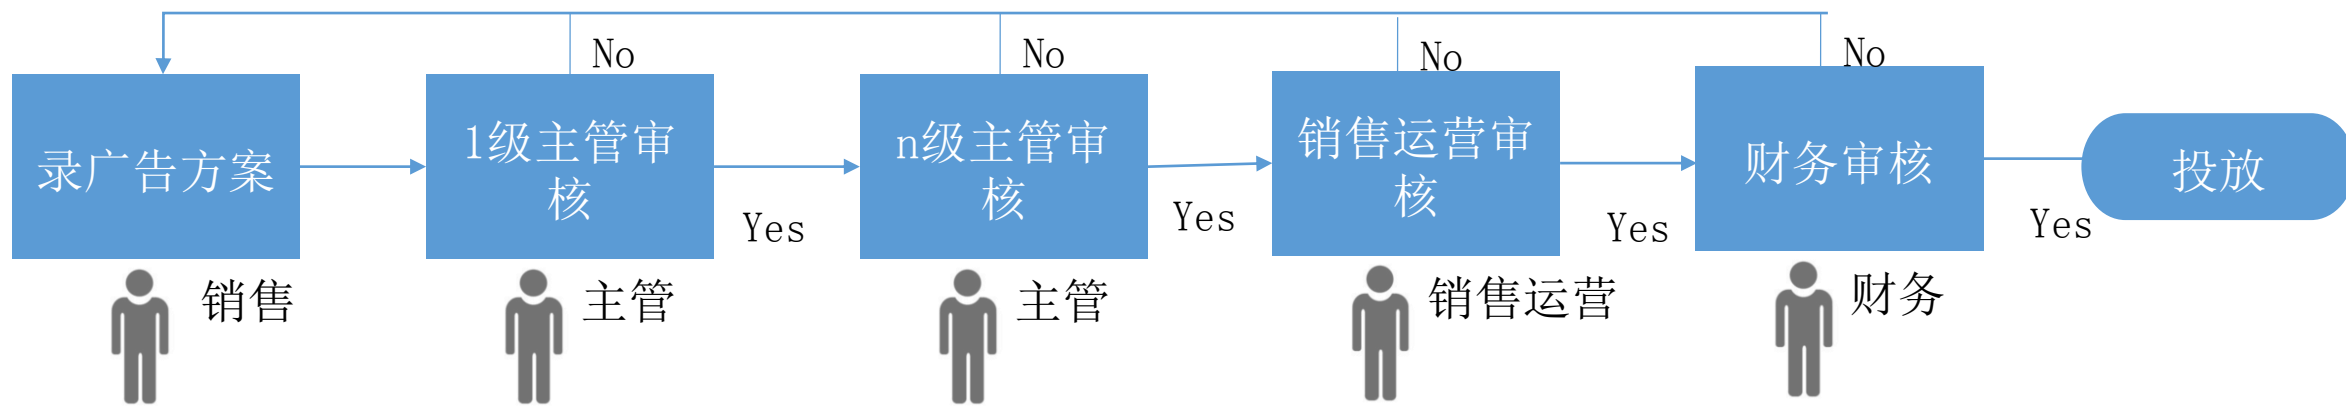 No
No
No
No
录广告方案
1级主管审
核
n级主管审
核
销售运营审
核
财务审核
投放
Yes
Yes
Yes
Yes
销售
主管
主管
销售运营
财务